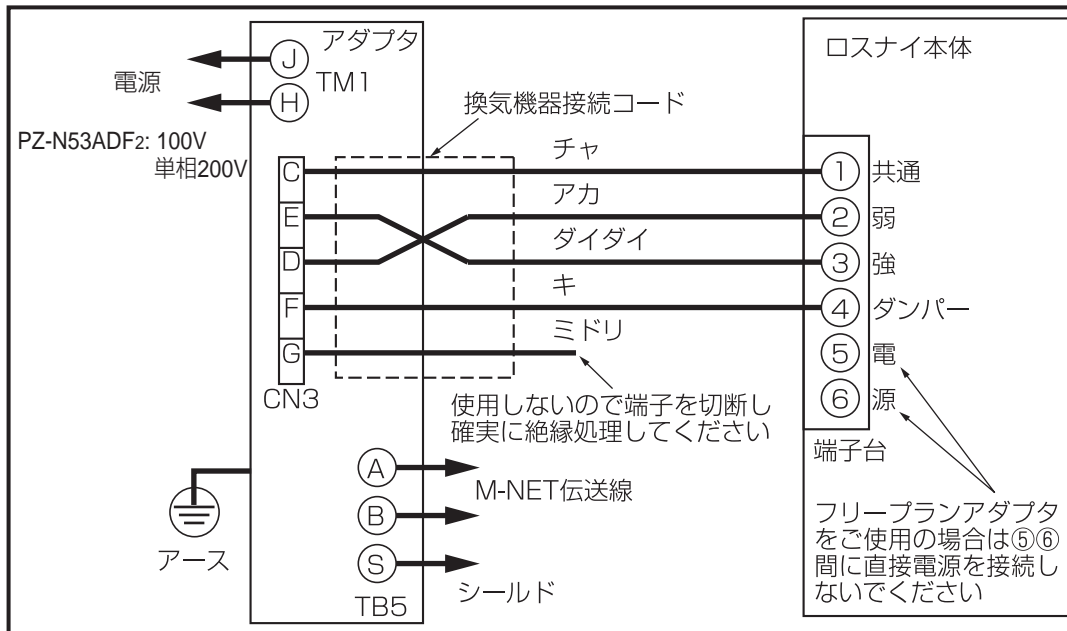 アダプタ
電源
J
TM1
H
PZ-N53ADF2: 100V
単相200V
換気機器接続コード
ロスナイ本体
C
チャ
① 共通
E
アカ
② 弱
D
ダイダイ
③ 強
F
キ
④ ダンパー
G
ミドリ
⑤ 電
⑥ 源
CN3
使用しないので端子を切断し
確実に絶縁処理してください
端子台
A
M-NET伝送線
B
S
シールド
TB5
アース
フリープランアダプタ
をご使用の場合は⑤⑥
間に直接電源を接続し
ないでください